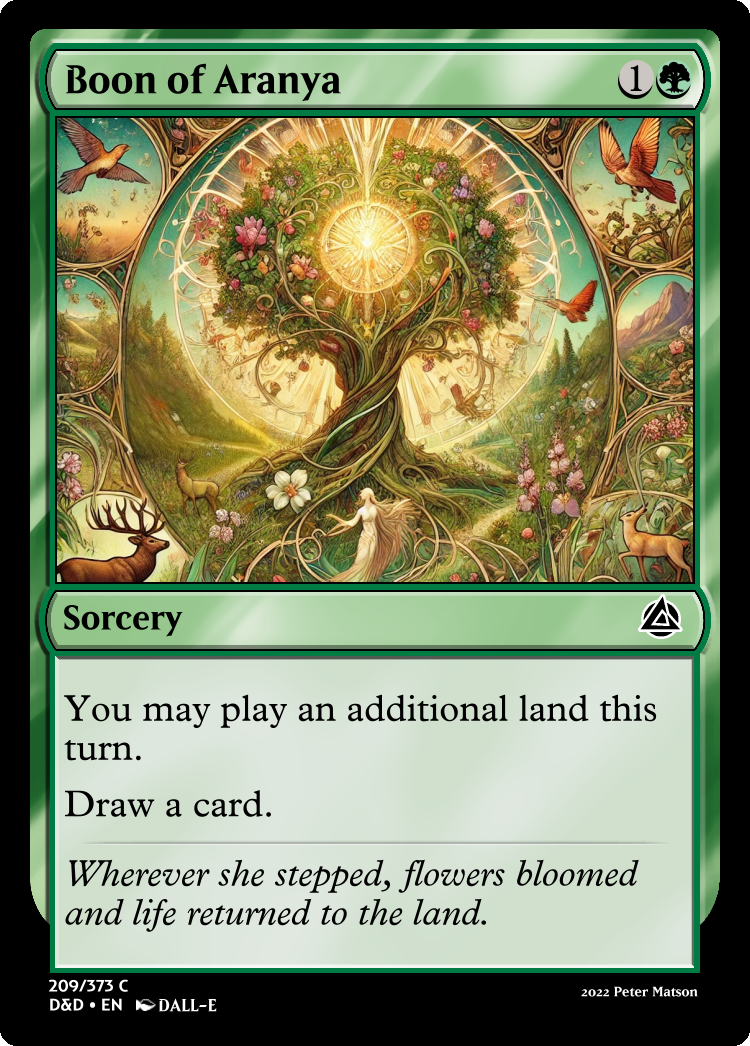 Boon of Aranya 1
Sorcery
You may play an additional land this
turn.
Draw a card.
Wherever she stepped, flowers bloomed
and life returned to the land.
209/373 C
D&D • EN DALL-E
2022 Peter Matson